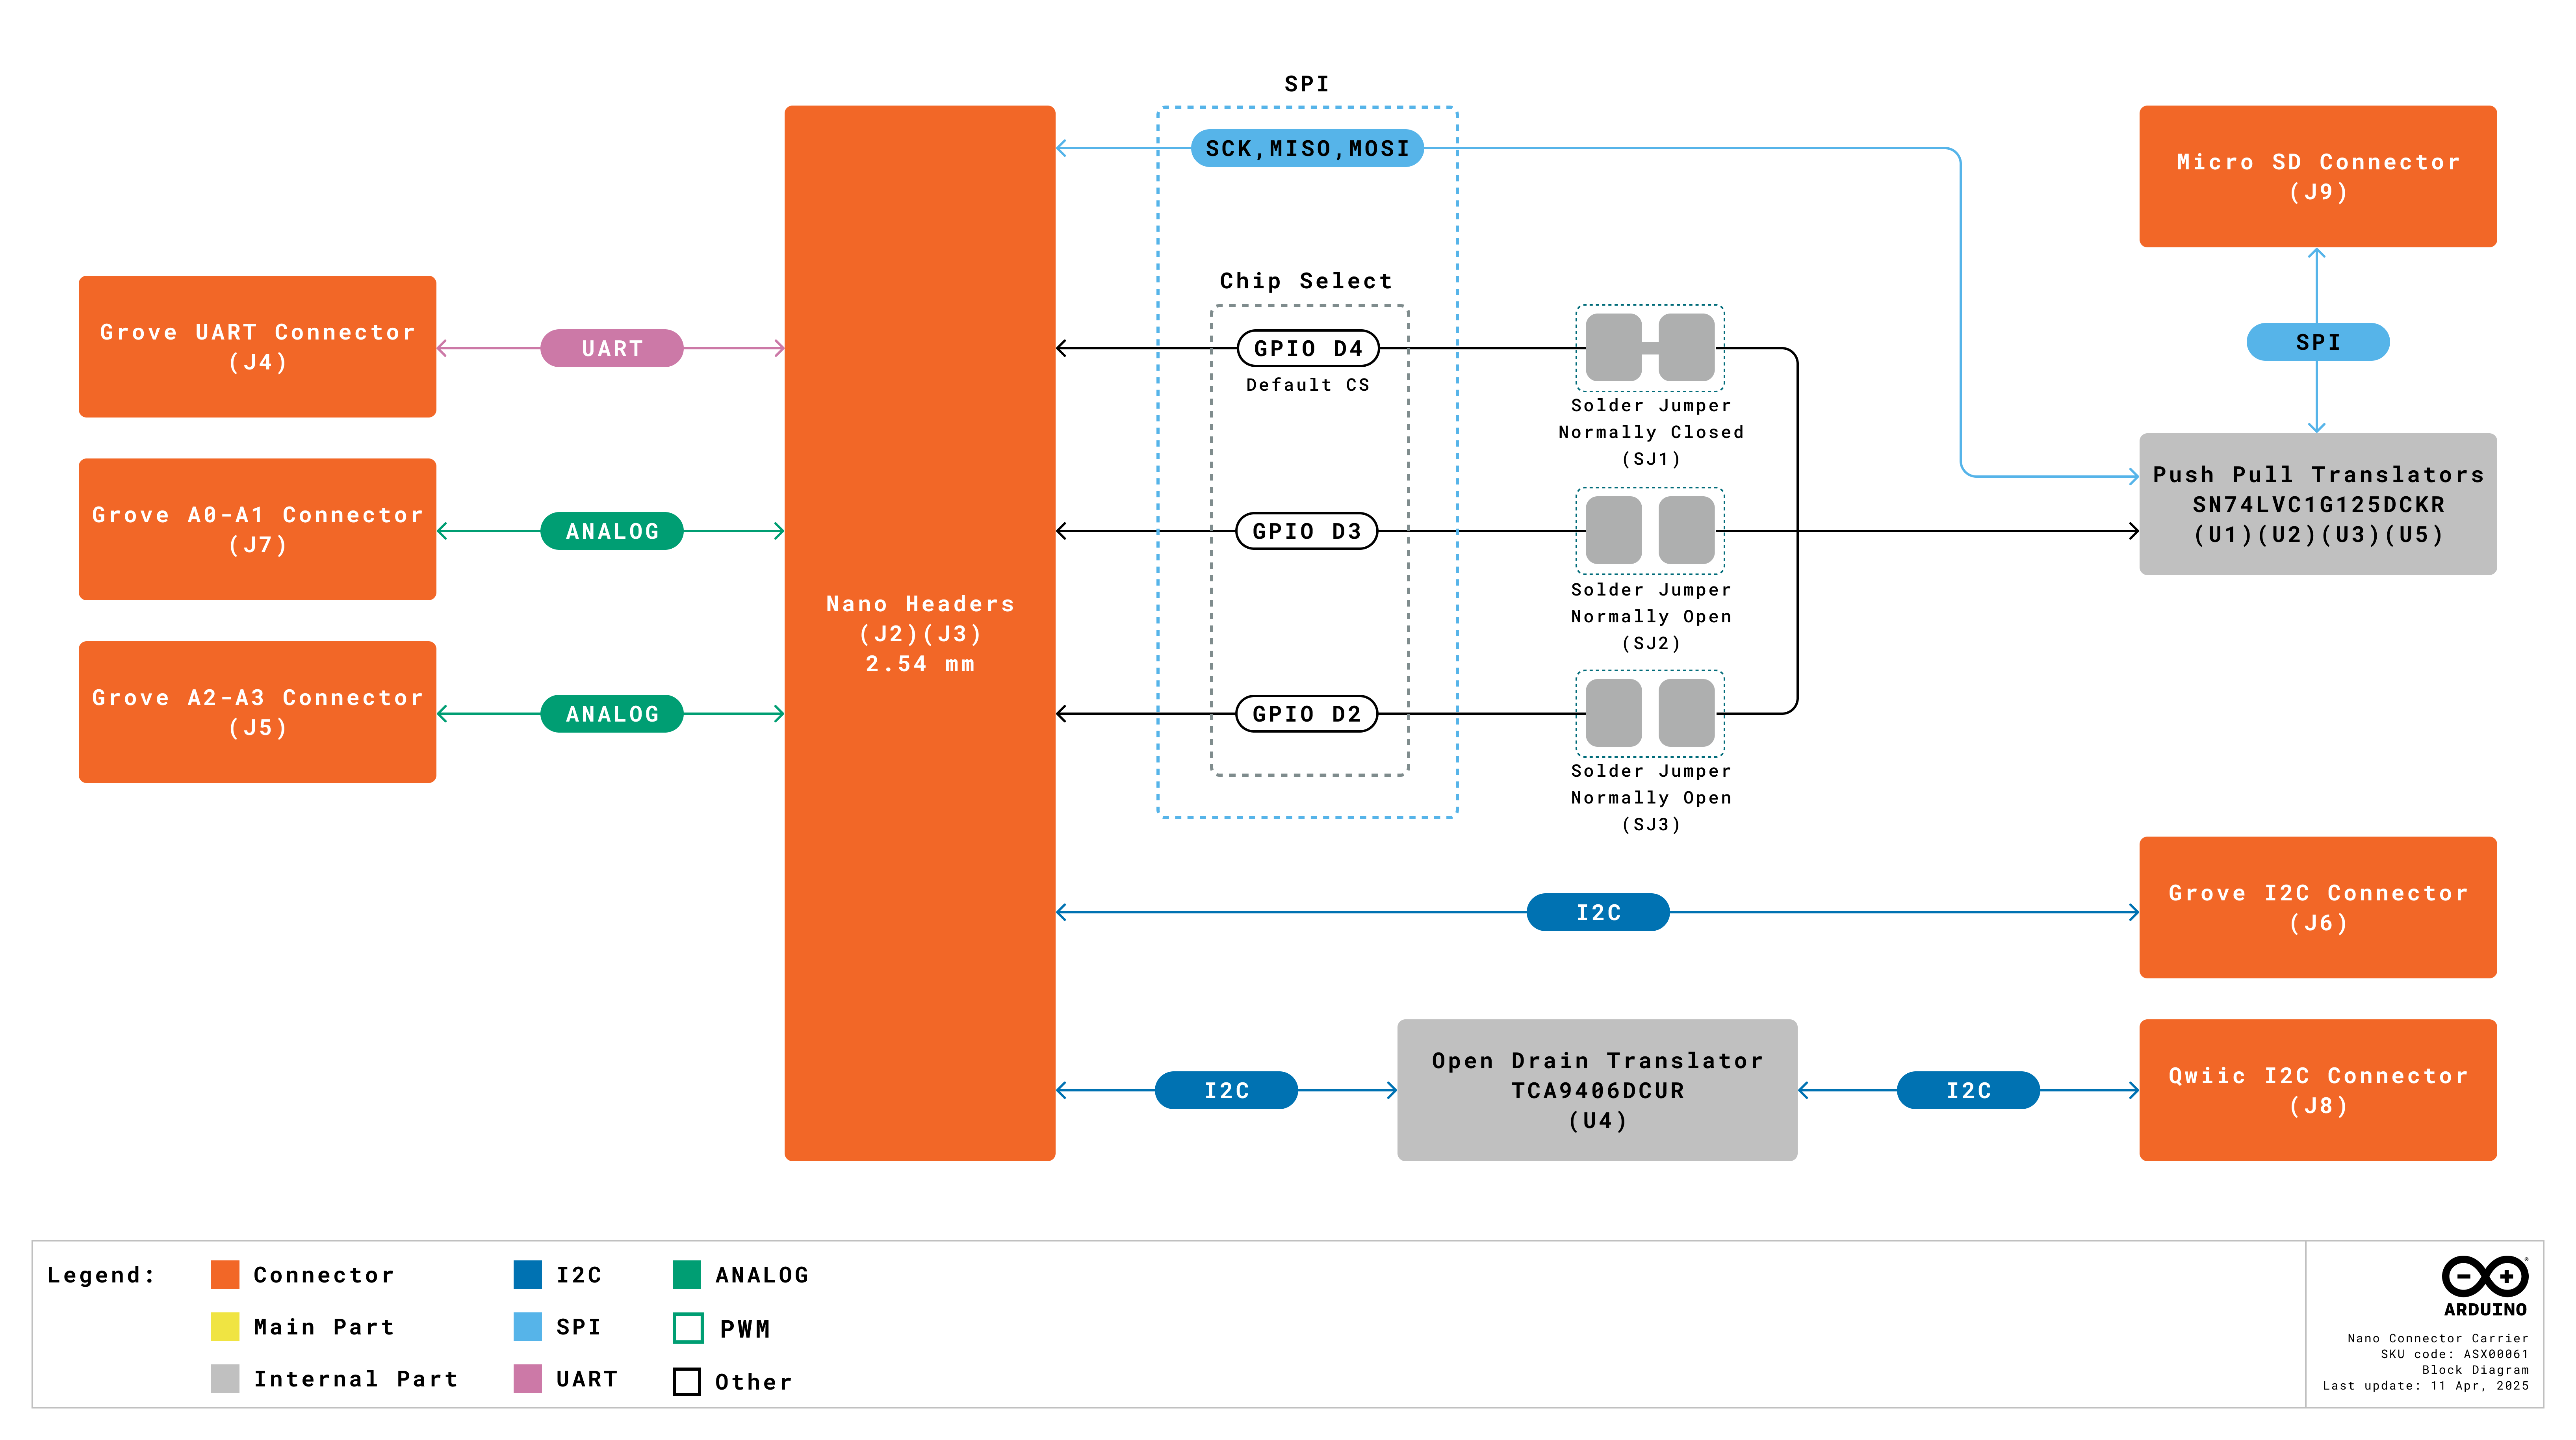 SPI
SCK,MISO,MOSI
Micro SD Connector
(J9)
SPI
Chip Select
GPIO D4
Default CS
Solder Jumper
Normally Closed
(SJ1)
Grove UART Connector
(J4)
UART
Grove A0-A1 Connector
(J7)
ANALOG
GPIO D3
Solder Jumper
Normally Open
(SJ2)
Push Pull Translators
SN74LVC1G125DCKR
(U1)(U2)(U3)(U5)
Nano Headers
(J2)(J3)
2.54 mm
Grove A2-A3 Connector
(J5)
ANALOG
GPIO D2
Solder Jumper
Normally Open
(SJ3)
I2C
Grove I2C Connector
(J6)
I2C
Open Drain Translator
TCA9406DCUR
(U4)
I2C
Qwiic I2C Connector
(J8)
Legend:
Connector
Main Part
Internal Part
I2C
SPI
UART
ANALOG
PWM
Other
ARDUINO
Nano Connector Carrier
SKU code: ASX00061
Block Diagram
Last update: 11 Apr, 2025